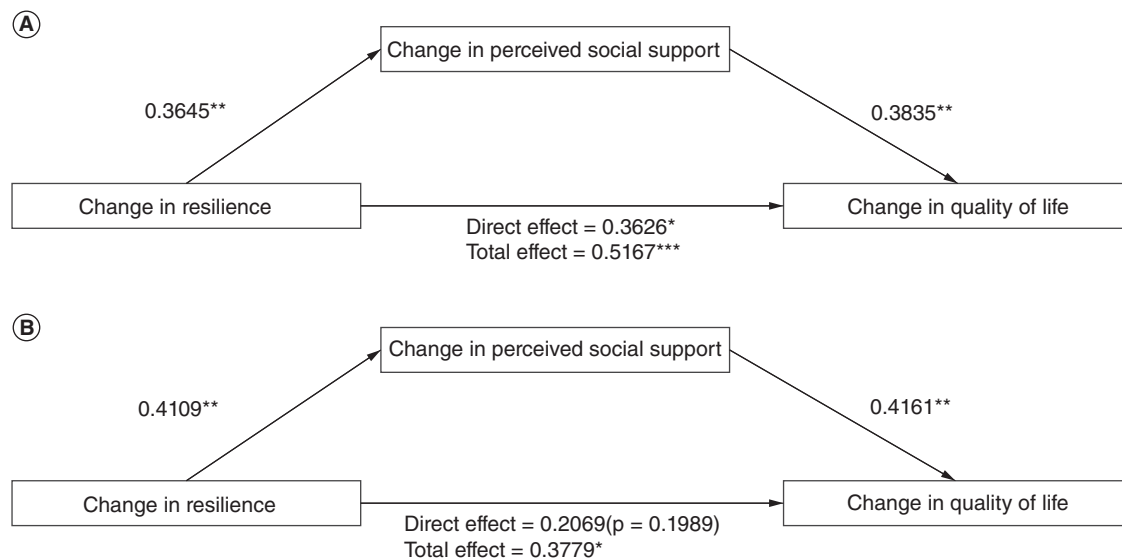 A
Change in perceived social support
0.3645**
0.3835**
Change in resilience
Change in quality of life
Direct effect = 0.3626*
Total effect = 0.5167***
B
Change in perceived social support
0.4109**
0.4161**
Change in resilience
Change in quality of life
Direct effect = 0.2069(p = 0.1989)
Total effect = 0.3779*